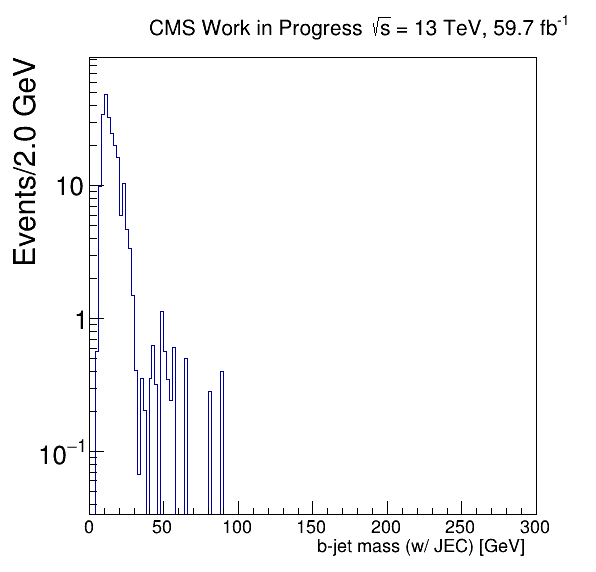 CMS Work in Progress √s = 13 TeV, 59.7 fb⁻¹
Events/2.0 GeV
10
1
10⁻¹
0 50 100 150 200 250 300
b-jet mass (w/ JEC) [GeV]